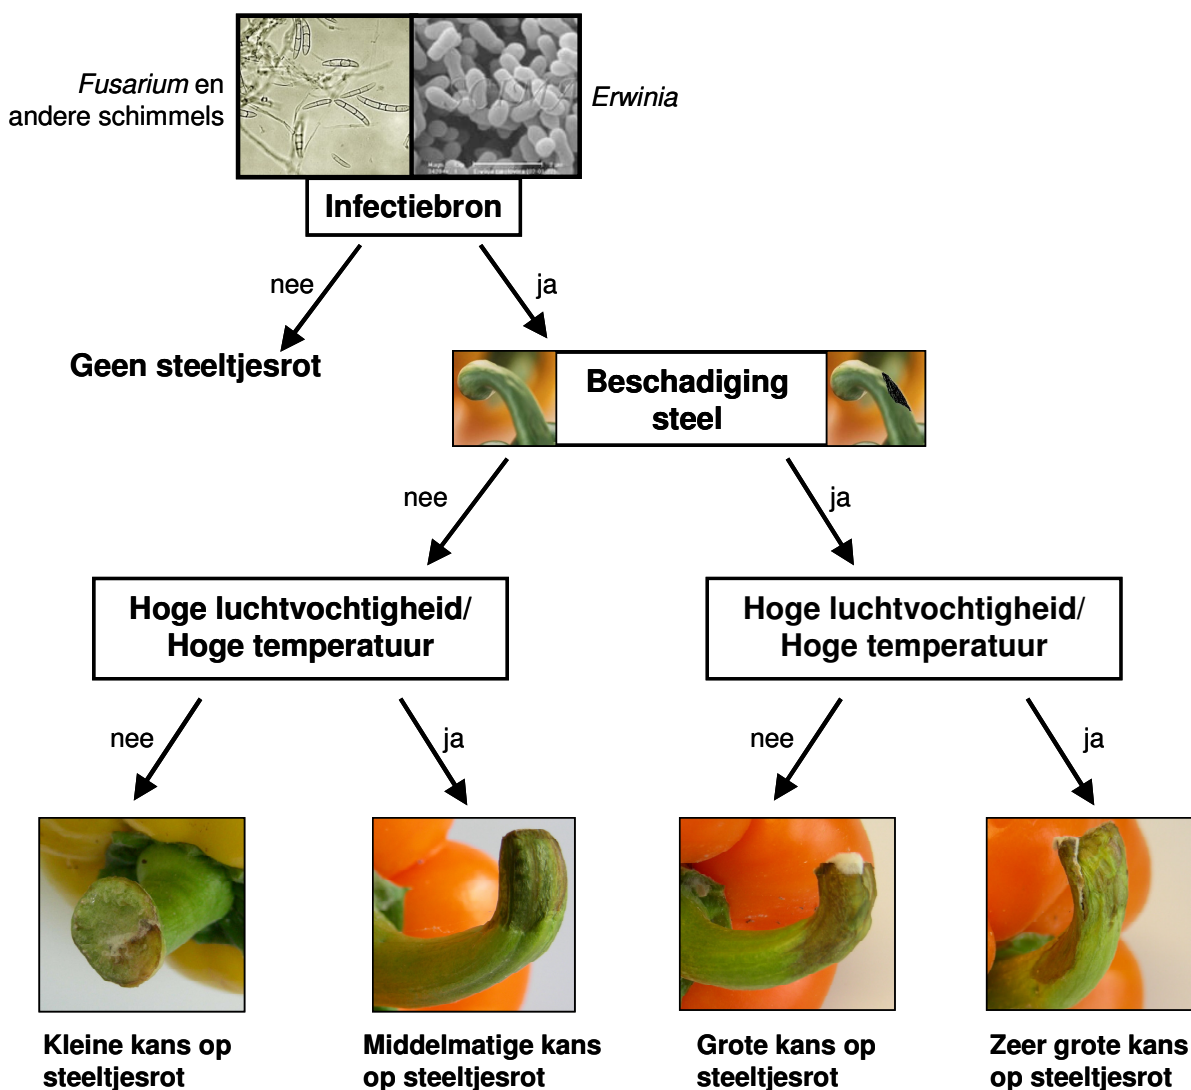 Fusarium en
andere schimmels
Erwinia
Infectiebron
nee
ja
Geen steeltjesrot
Beschadiging
steel
nee
ja
Hoge luchtvochtigheid/
Hoge temperatuur
Hoge luchtvochtigheid/
Hoge temperatuur
nee
ja
nee
ja
Kleine kans op
steeltjesrot
Middelmatige kans
op steeltjesrot
Grote kans op
steeltjesrot
Zeer grote kans
op steeltjesrot